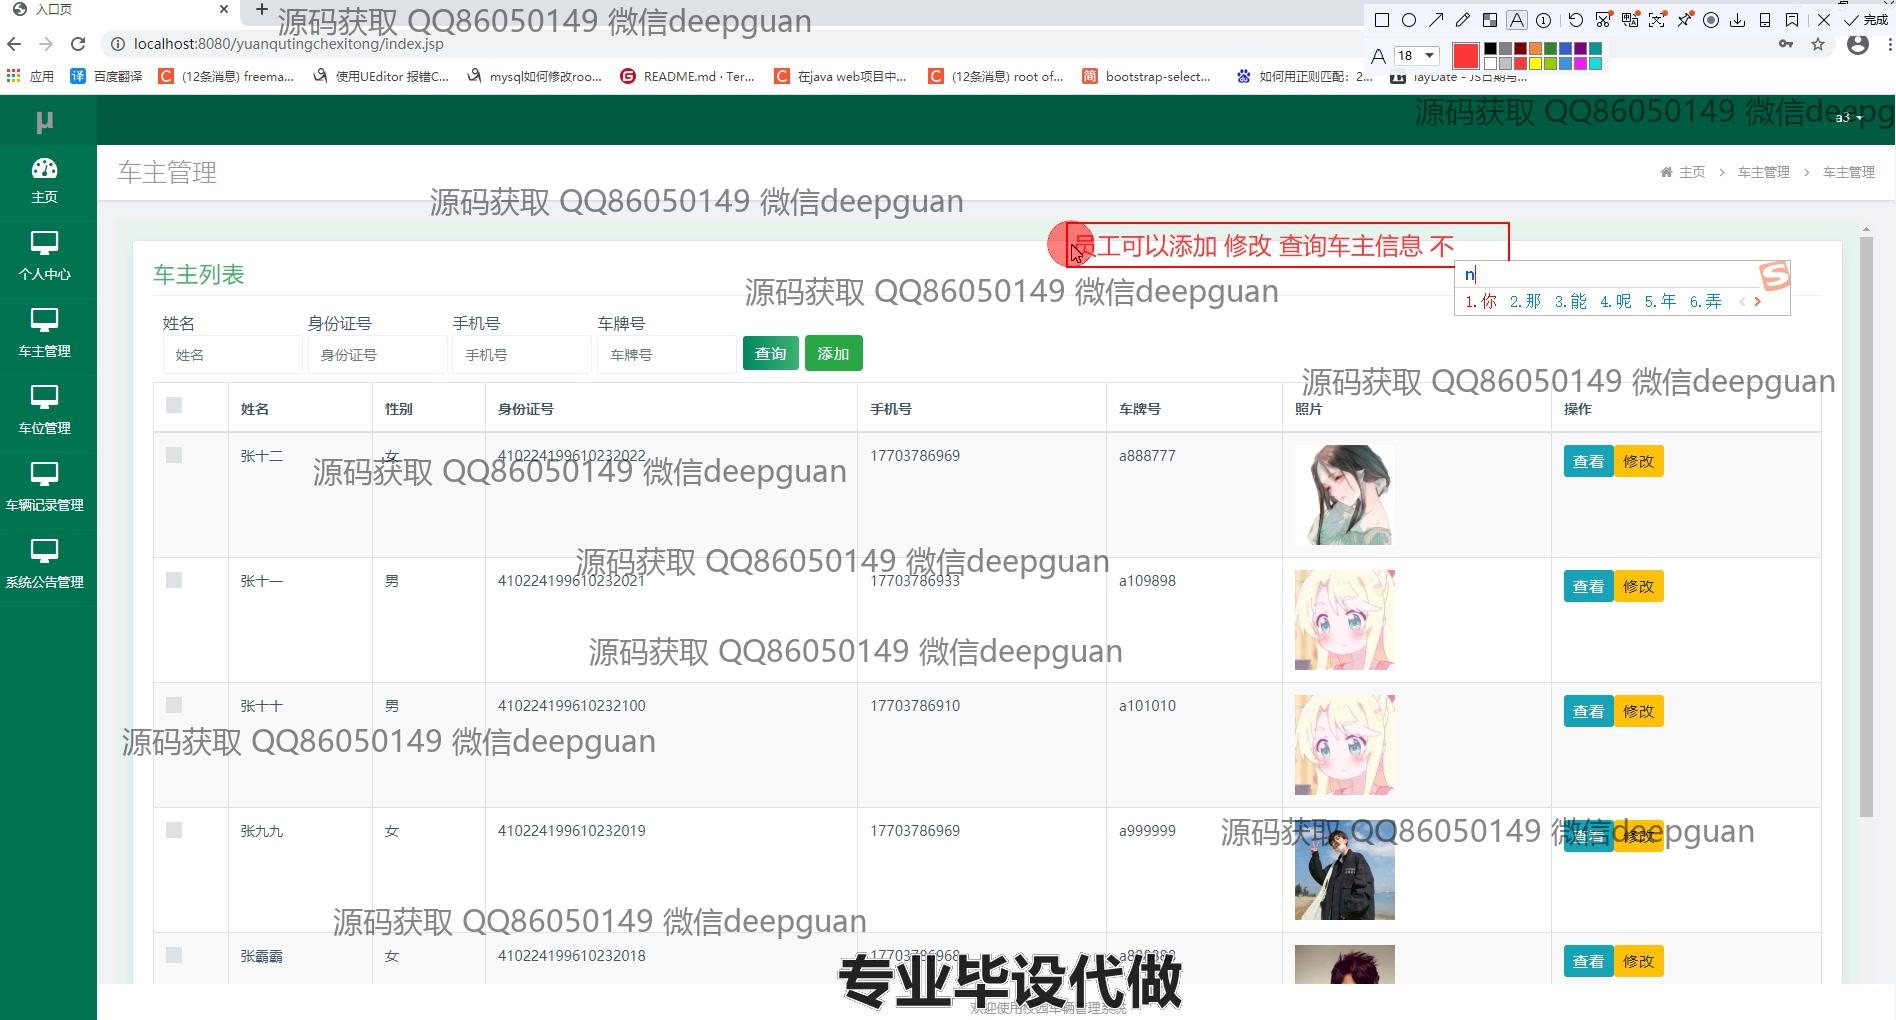 入口页
源码获取 QQ86050149 微信deepguan
完成
localhost:8080/yuanqutingchexitong/index.jsp
A 18
应用 百度翻译 (12条消息) freema... 使用UEditor 报错C... mysql如何修改roo... README.md · Ter... 在java web项目中... (12条消息) root of... bootstrap-select... 如何用正则匹配：2... layDate - JS日期与...
源码获取 QQ86050149 微信deepg
a3
μ
主页
个人中心
车主管理
车位管理
车辆记录管理
系统公告管理
车主管理
主页 > 车主管理 > 车主管理
源码获取 QQ86050149 微信deepguan
员工可以添加 修改 查询车主信息 不
n
1.你 2.那 3.能 4.呢 5.年 6.弄
车主列表
源码获取 QQ86050149 微信deepguan
姓名 身份证号 手机号 车牌号
姓名 身份证号 手机号 车牌号 查询 添加
源码获取 QQ86050149 微信deepguan
姓名 性别 身份证号 手机号 车牌号 照片 操作
张十二 女 410224199610232022 17703786969 a888777 查看 修改
源码获取 QQ86050149 微信deepguan
源码获取 QQ86050149 微信deepguan
张十一 男 410224199610232021 17703786933 a109898 查看 修改
源码获取 QQ86050149 微信deepguan
张十十 男 410224199610232100 17703786910 a101010 查看 修改
源码获取 QQ86050149 微信deepguan
张九九 女 410224199610232019 17703786969 a999999 查看 修改
源码获取 QQ86050149 微信deepguan
源码获取 QQ86050149 微信deepguan
张霸霸 女 410224199610232018 17703786968 a888888 查看 修改
专业毕设代做
欢迎使用校园车辆管理系统